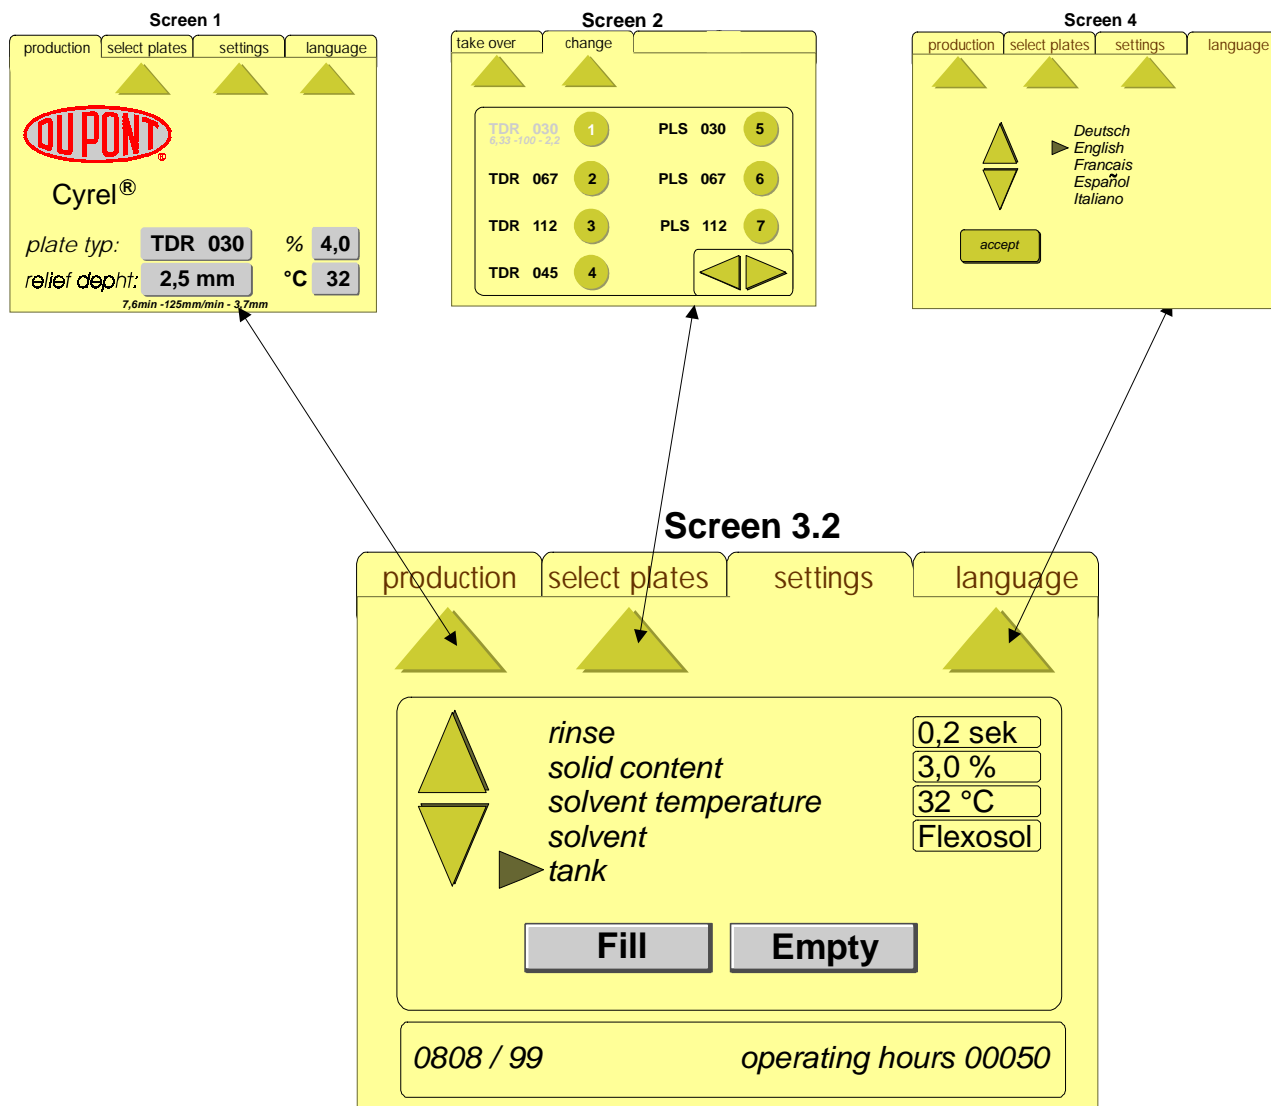 Screen 1
production select plates settings language
DU PONT ®
Cyrel®
plate typ: TDR 030 % 4,0
relief depht: 2,5 mm °C 32
7,6min -125mm/min - 3,7mm
Screen 2
take over change
TDR 030 1 PLS 030 5
6,33 -100 - 2,2
TDR 067 2 PLS 067 6
TDR 112 3 PLS 112 7
TDR 045 4
Screen 4
production select plates settings language
Deutsch
English
Francais
Español
Italiano
accept
Screen 3.2
production select plates settings language
rinse 0,2 sek
solid content 3,0 %
solvent temperature 32 °C
solvent Flexosol
tank
Fill Empty
0808 / 99 operating hours 00050